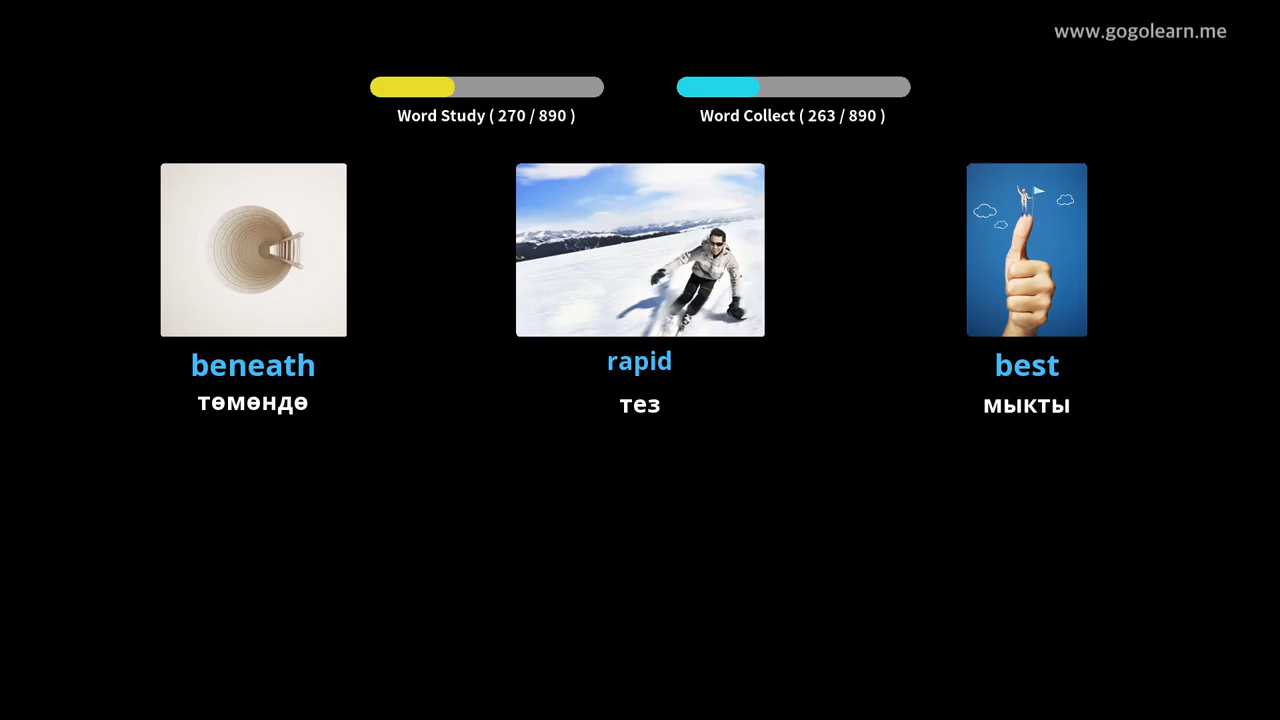 www.gogolearn.me
Word Study ( 270 / 890 )
Word Collect ( 263 / 890 )
beneath
төмөндө
rapid
тез
best
мыкты